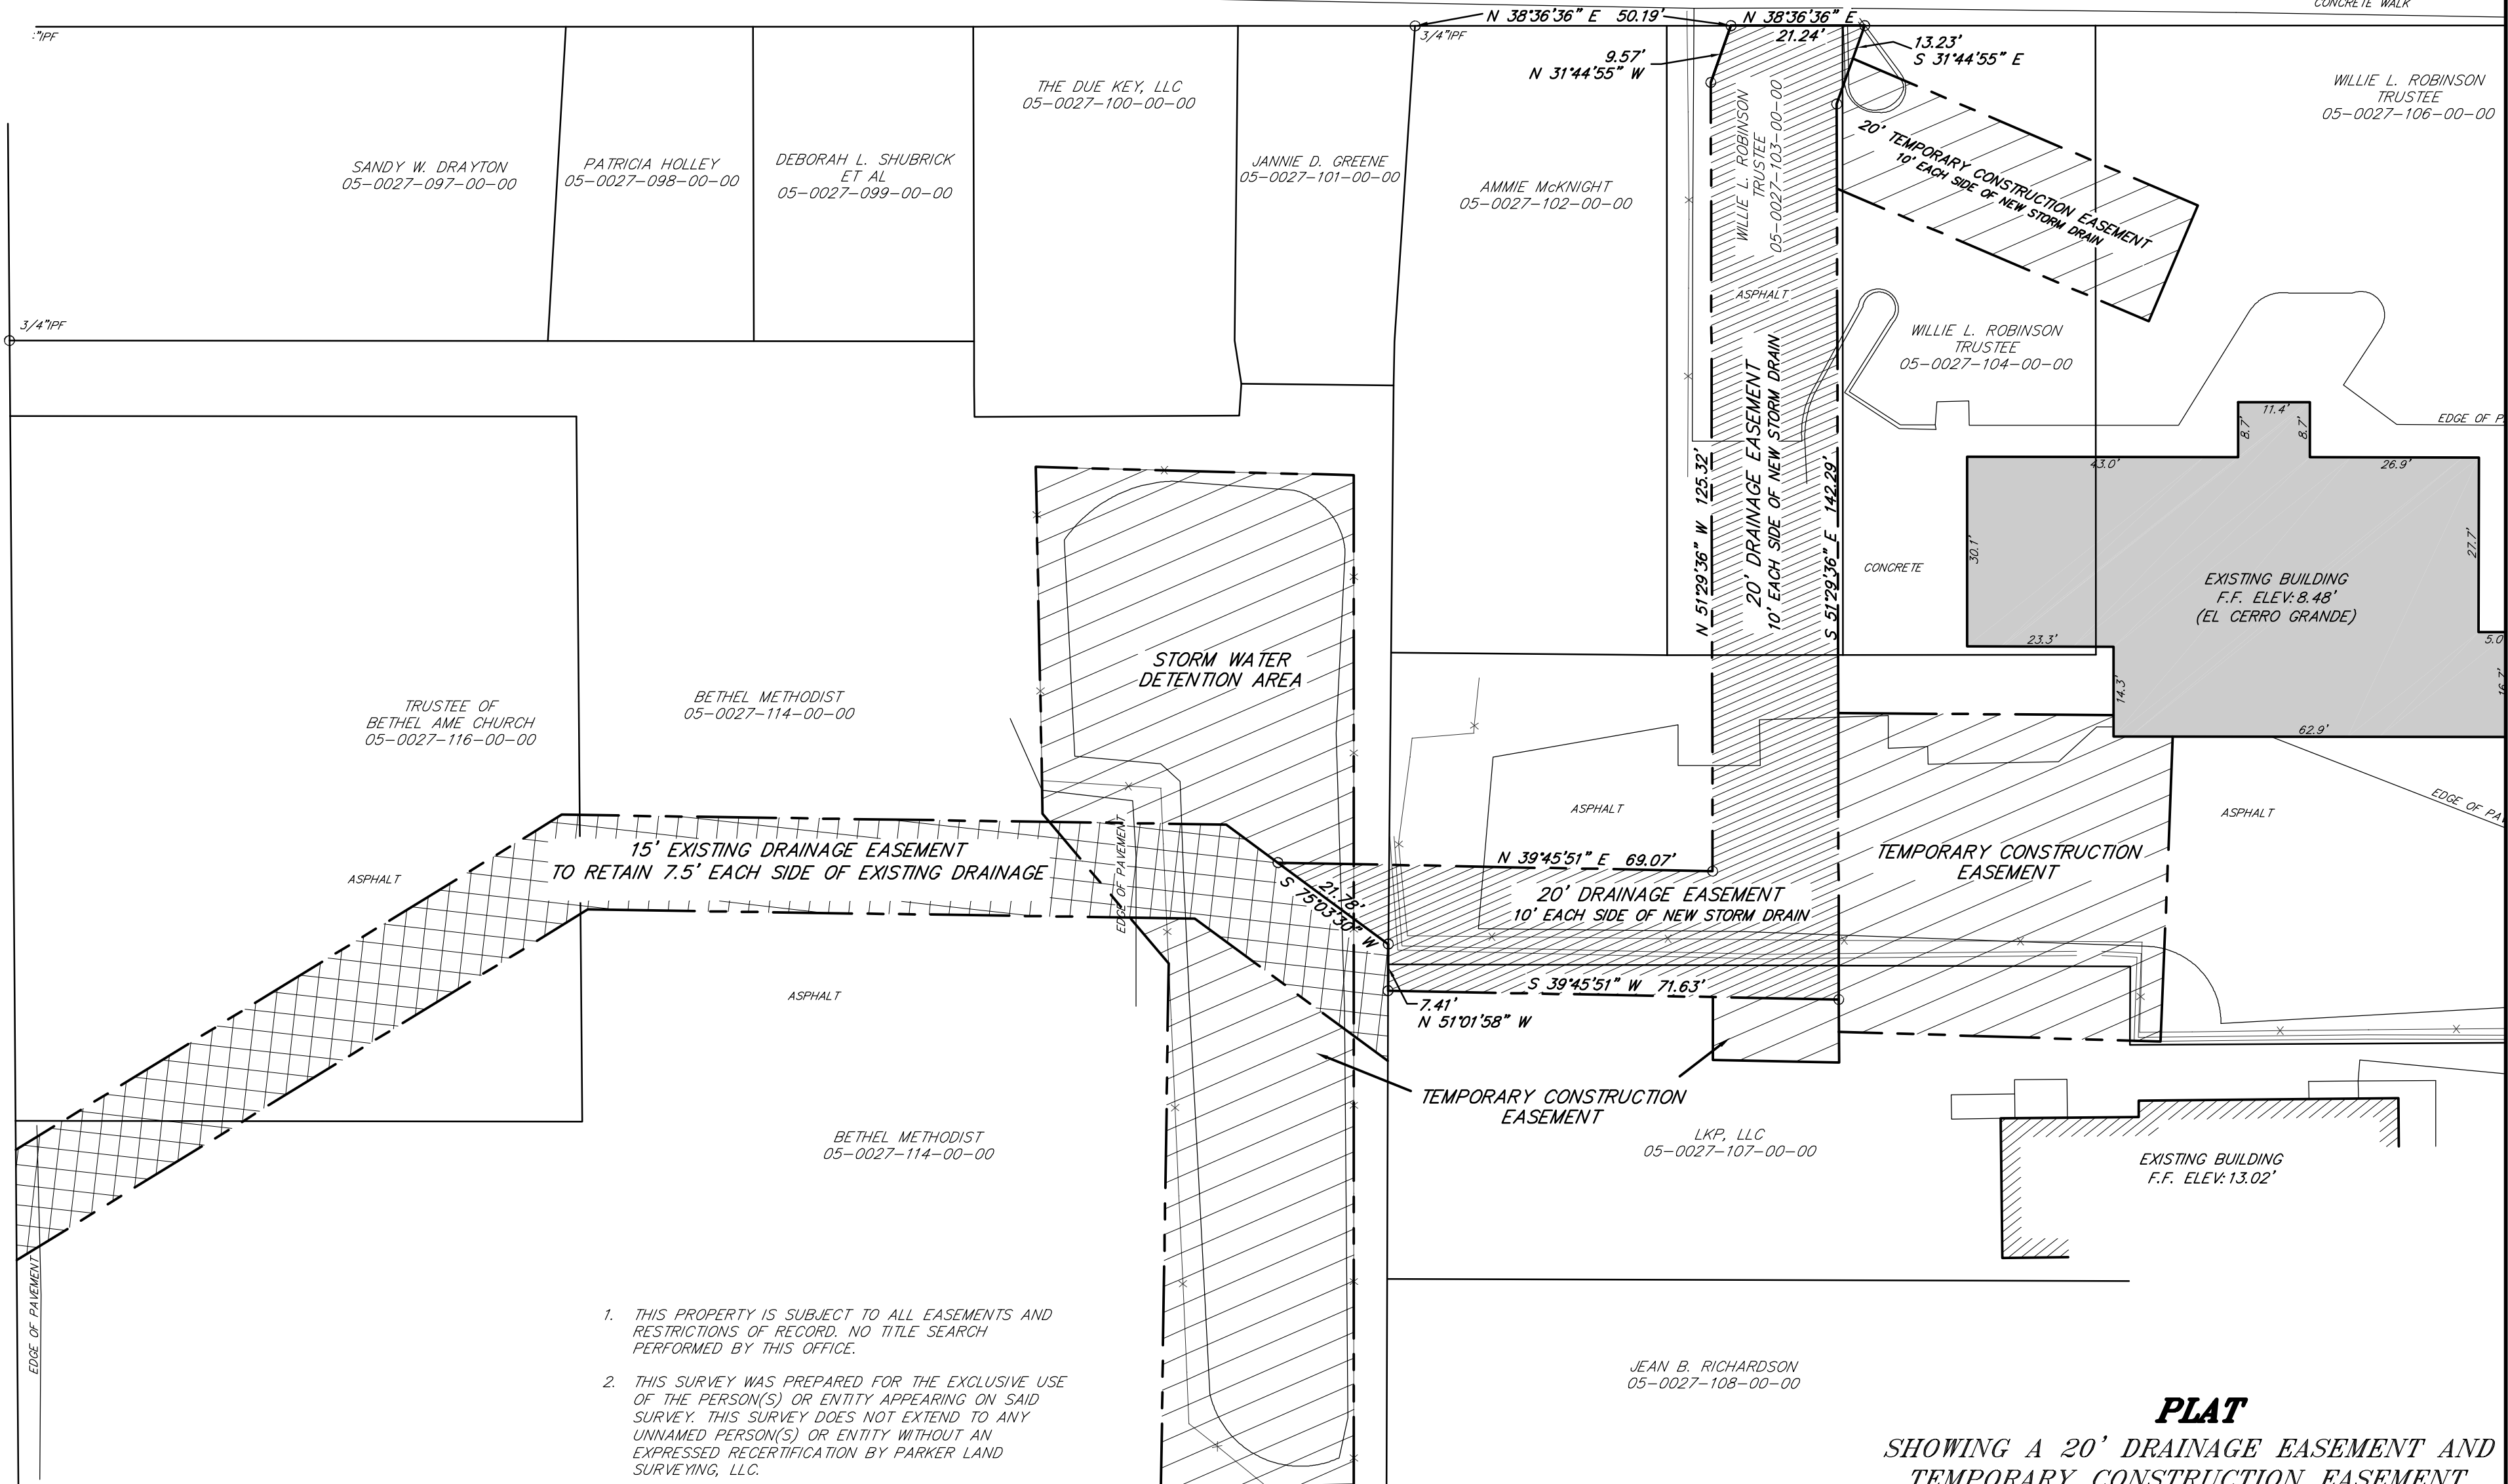 CONCRETE WALK
N 38°36'36" E 50.19'
N 38°36'36" E
21.24'
"IPF
3/4"IPF
9.57'
N 31°44'55" W
13.23'
S 31°44'55" E
SANDY W. DRAYTON
05-0027-097-00-00
PATRICIA HOLLEY
05-0027-098-00-00
DEBORAH L. SHUBRICK
ET AL
05-0027-099-00-00
THE DUE KEY, LLC
05-0027-100-00-00
JANNIE D. GREENE
05-0027-101-00-00
AMMIE McKNIGHT
05-0027-102-00-00
WILLIE L. ROBINSON
TRUSTEE
05-0027-103-00-00
WILLIE L. ROBINSON
TRUSTEE
05-0027-106-00-00
20' TEMPORARY CONSTRUCTION EASEMENT
10' EACH SIDE OF NEW STORM DRAIN
3/4"IPF
ASPHALT
WILLIE L. ROBINSON
TRUSTEE
05-0027-104-00-00
20' DRAINAGE EASEMENT
10' EACH SIDE OF NEW STORM DRAIN
N 51°29'36" W 125.32'
S 51°29'36" E 142.29'
EDGE OF P
11.4'
8.7'
8.7'
43.0'
26.9'
30.1'
27.7'
CONCRETE
EXISTING BUILDING
F.F. ELEV:8.48'
(EL CERRO GRANDE)
23.3'
5.0
14.3'
16.7'
62.9'
STORM WATER
DETENTION AREA
TRUSTEE OF
BETHEL AME CHURCH
05-0027-116-00-00
BETHEL METHODIST
05-0027-114-00-00
ASPHALT
ASPHALT
EDGE OF PAV
15' EXISTING DRAINAGE EASEMENT
TO RETAIN 7.5' EACH SIDE OF EXISTING DRAINAGE
ASPHALT
EDGE OF PAVEMENT
21.78'
S 75°03'30" W
N 39°45'51" E 69.07'
20' DRAINAGE EASEMENT
10' EACH SIDE OF NEW STORM DRAIN
TEMPORARY CONSTRUCTION
EASEMENT
S 39°45'51" W 71.63'
7.41'
N 51°01'58" W
ASPHALT
TEMPORARY CONSTRUCTION
EASEMENT
BETHEL METHODIST
05-0027-114-00-00
LKP, LLC
05-0027-107-00-00
EXISTING BUILDING
F.F. ELEV:13.02'
EDGE OF PAVEMENT
1. THIS PROPERTY IS SUBJECT TO ALL EASEMENTS AND
RESTRICTIONS OF RECORD. NO TITLE SEARCH
PERFORMED BY THIS OFFICE.
2. THIS SURVEY WAS PREPARED FOR THE EXCLUSIVE USE
OF THE PERSON(S) OR ENTITY APPEARING ON SAID
SURVEY. THIS SURVEY DOES NOT EXTEND TO ANY
UNNAMED PERSON(S) OR ENTITY WITHOUT AN
EXPRESSED RECERTIFICATION BY PARKER LAND
SURVEYING, LLC.
JEAN B. RICHARDSON
05-0027-108-00-00
PLAT
SHOWING A 20' DRAINAGE EASEMENT AND
TEMPORARY CONSTRUCTION EASEMENT